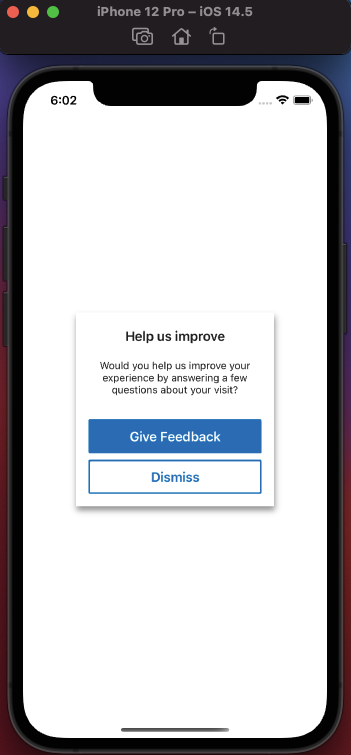 iPhone 12 Pro – iOS 14.5
6:02
Help us improve
Would you help us improve your
experience by answering a few
questions about your visit?
Give Feedback
Dismiss